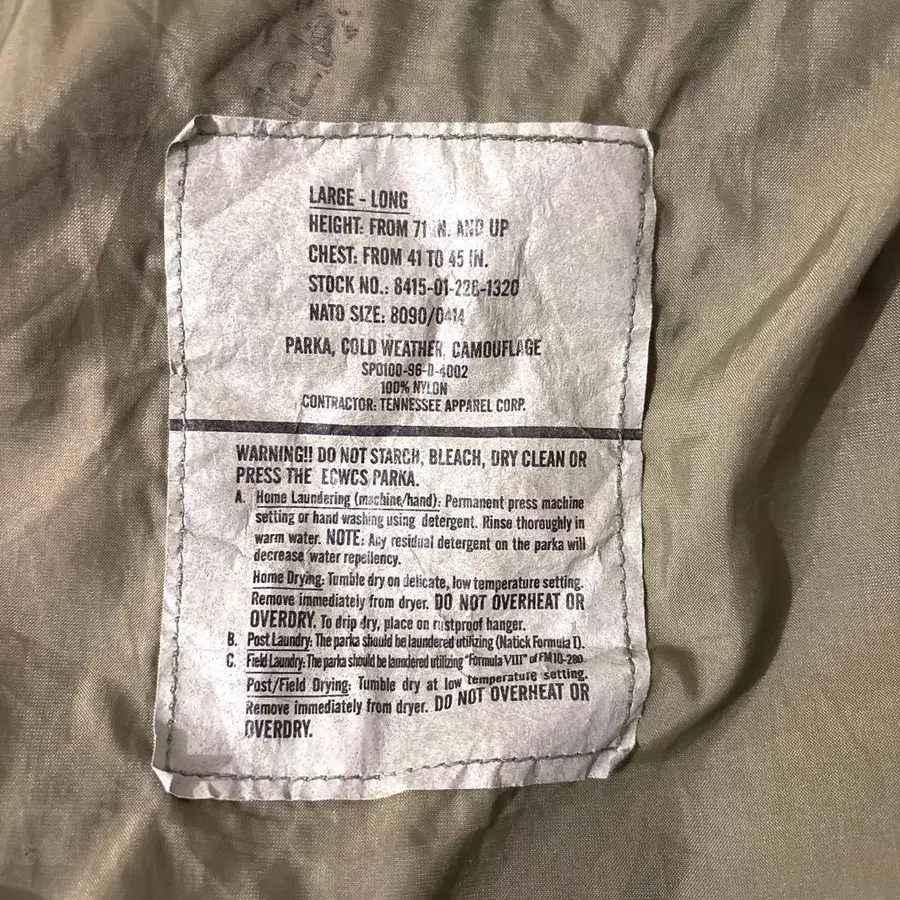 LARGE - LONG
HEIGHT: FROM 71 IN. AND UP
CHEST: FROM 41 TO 45 IN.
STOCK NO.: 8415-01-228-1320
NATO SIZE: 8090/0414
PARKA, COLD WEATHER, CAMOUFLAGE
SPO100-96-D-4002
100% NYLON
CONTRACTOR: TENNESSEE APPAREL CORP.
WARNING!! DO NOT STARCH, BLEACH, DRY CLEAN OR
PRESS THE ECWCS PARKA.
A. Home Laundering (machine/hand): Permanent press machine
setting or hand washing using detergent. Rinse thoroughly in
warm water. NOTE: Any residual detergent on the parka will
decrease water repellency.
Home Drying: Tumble dry on delicate, low temperature setting.
Remove immediately from dryer. DO NOT OVERHEAT OR
OVERDRY. To drip dry, place on rustproof hanger.
B. Post Laundry: The parka should be laundered utilizing (Natick Formula I).
C. Field Laundry: The parka should be laundered utilizing "Formula VIII" of FM10-280.
Post/Field Drying: Tumble dry at low temperature setting.
Remove immediately from dryer. DO NOT OVERHEAT OR
OVERDRY.